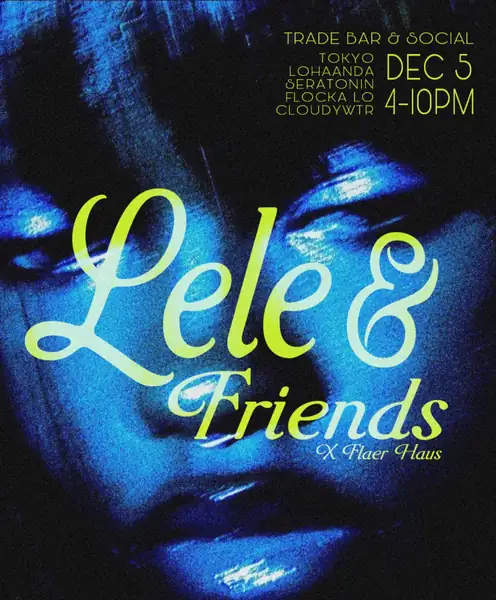 TRADE BAR & SOCIAL
TOKYO
LOHAANDA
SERATONIN
FLOCKA LO
CLOUDYWTR
DEC 5
4-10PM
Lele &
Friends
X Flaer Haus